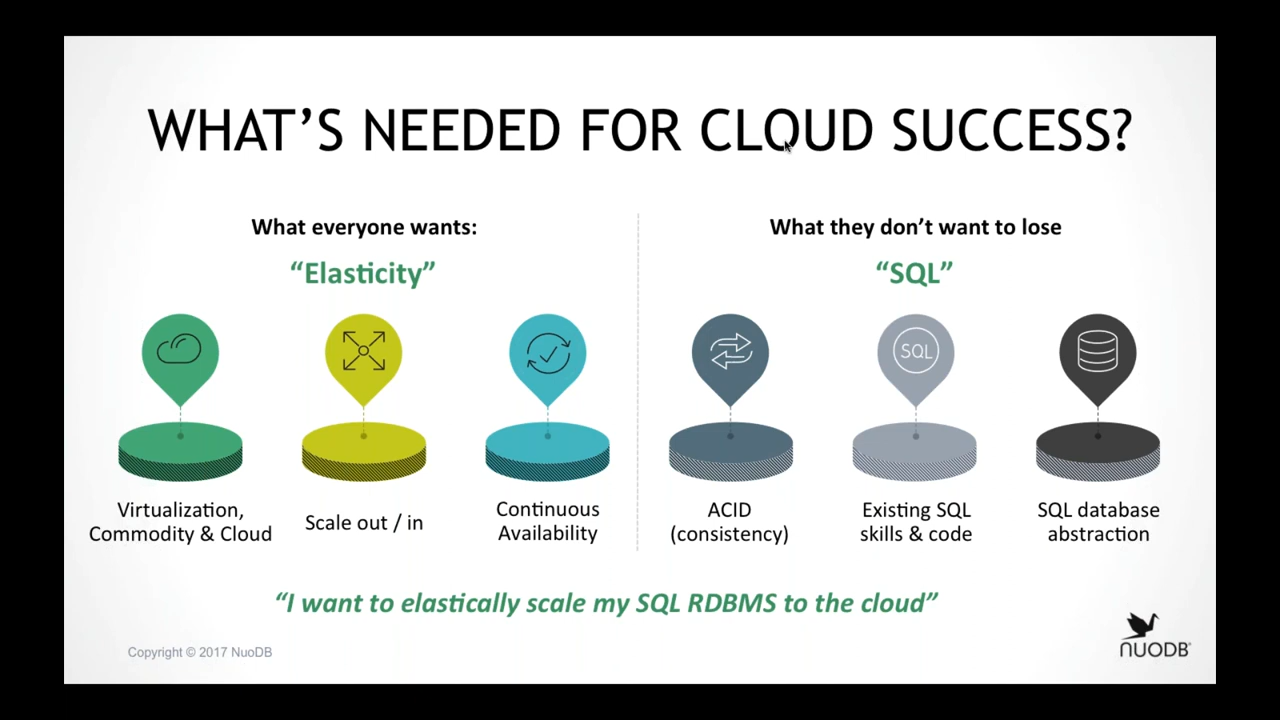 WHAT’S NEEDED FOR CLOUD SUCCESS?
What everyone wants:
“Elasticity”
Virtualization,
Commodity & Cloud
Scale out / in
Continuous
Availability
What they don’t want to lose
“SQL”
SQL
ACID
(consistency)
Existing SQL
skills & code
SQL database
abstraction
“I want to elastically scale my SQL RDBMS to the cloud”
Copyright © 2017 NuoDB
NUODB®